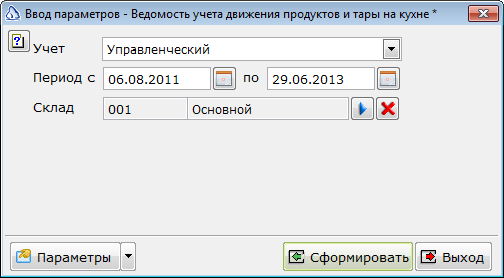 Ввод параметров - Ведомость учета движения продуктов и тары на кухне *
Учет Управленческий
Период с 06.08.2011 по 29.06.2013
Склад 001 Основной
Параметры Сформировать Выход